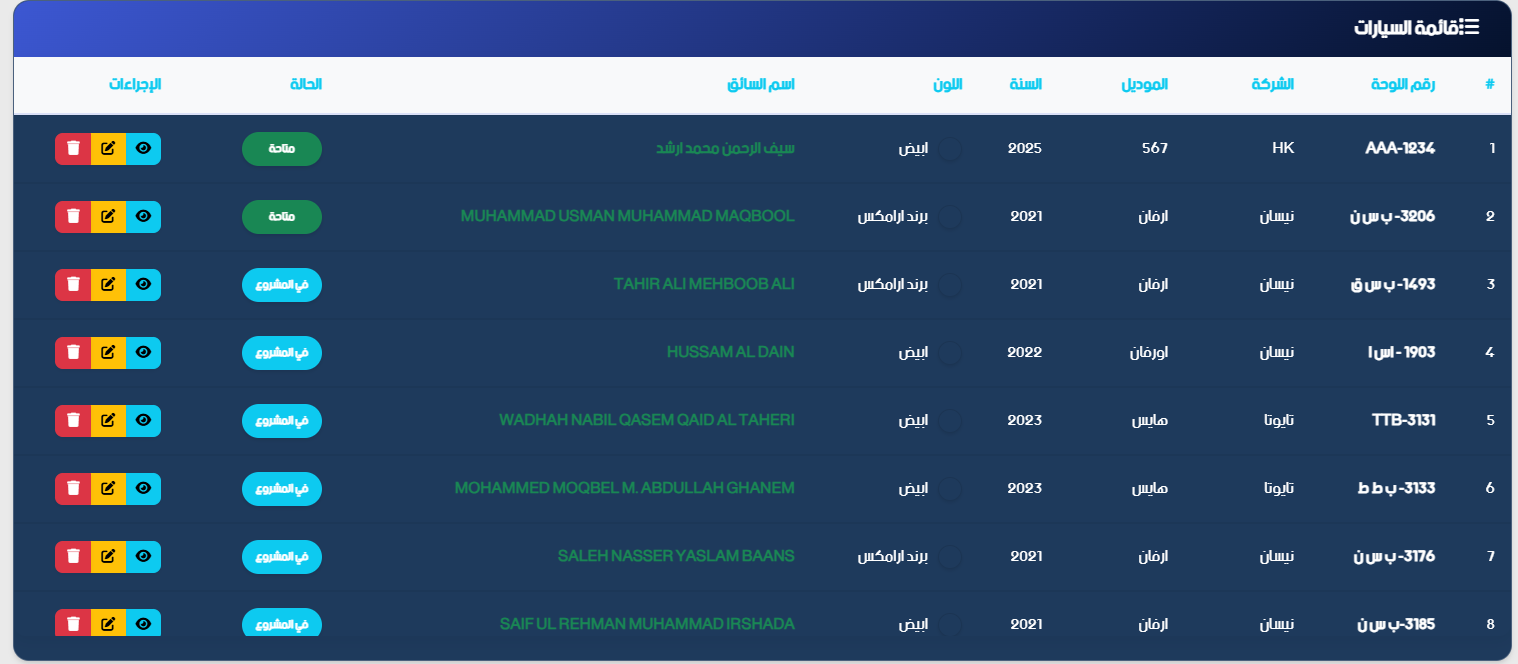 قائمة السيارات
# رقم اللوحة الشركة الموديل السنة اللون اسم السائق الحالة الإجراءات
1 AAA-1234 HK 567 2025 ابيض سيف الرحمن محمد ارشد متاحة
2 3206- ب س ن نيسان ارفان 2021 برند ارامكس MUHAMMAD USMAN MUHAMMAD MAQBOOL متاحة
3 1493- ب س ق نيسان ارفان 2021 برند ارامكس TAHIR ALI MEHBOOB ALI في المشروع
4 1903 - اس ا نيسان اورفان 2022 ابيض HUSSAM AL DAIN في المشروع
5 TTB-3131 تايوتا هايس 2023 ابيض WADHAH NABIL QASEM QAID AL TAHERI في المشروع
6 3133- ب ط ط تايوتا هايس 2023 ابيض MOHAMMED MOQBEL M. ABDULLAH GHANEM في المشروع
7 3176- ب س ن نيسان ارفان 2021 برند ارامكس SALEH NASSER YASLAM BAANS في المشروع
8 3185-ب س ن نيسان ارفان 2021 ابيض SAIF UL REHMAN MUHAMMAD IRSHADA في المشروع